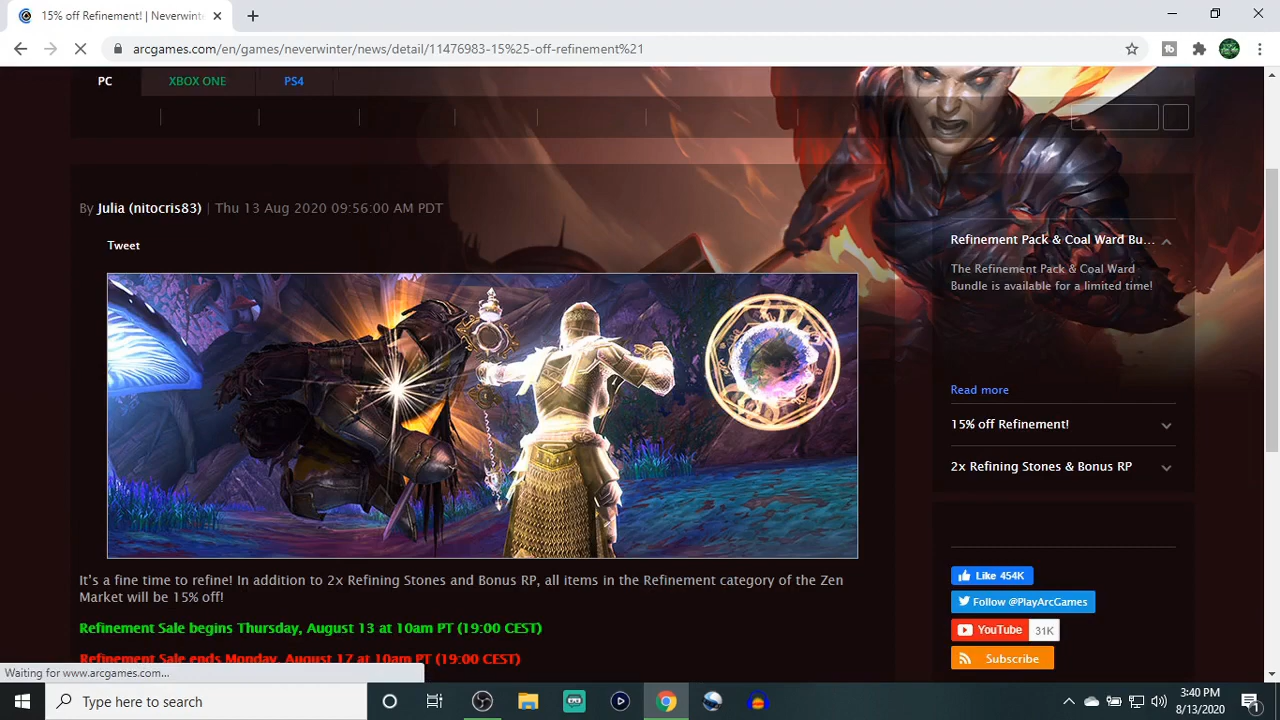 15% off Refinement! | Neverwint
arcgames.com/en/games/neverwinter/news/detail/11476983-15%25-off-refinement%21
PC
XBOX ONE
PS4
By Julia (nitocris83) | Thu 13 Aug 2020 09:56:00 AM PDT
Tweet
It's a fine time to refine! In addition to 2x Refining Stones and Bonus RP, all items in the Refinement category of the Zen
Market will be 15% off!
Refinement Sale begins Thursday, August 13 at 10am PT (19:00 CEST)
Refinement Sale ends Monday, August 17 at 10am PT (19:00 CEST)
Refinement Pack & Coal Ward Bu...
The Refinement Pack & Coal Ward
Bundle is available for a limited time!
Read more
15% off Refinement!
2x Refining Stones & Bonus RP
Like 454K
Follow @PlayArcGames
YouTube 31K
Subscribe
Waiting for www.arcgames.com...
Type here to search
3:40 PM
8/13/2020
1